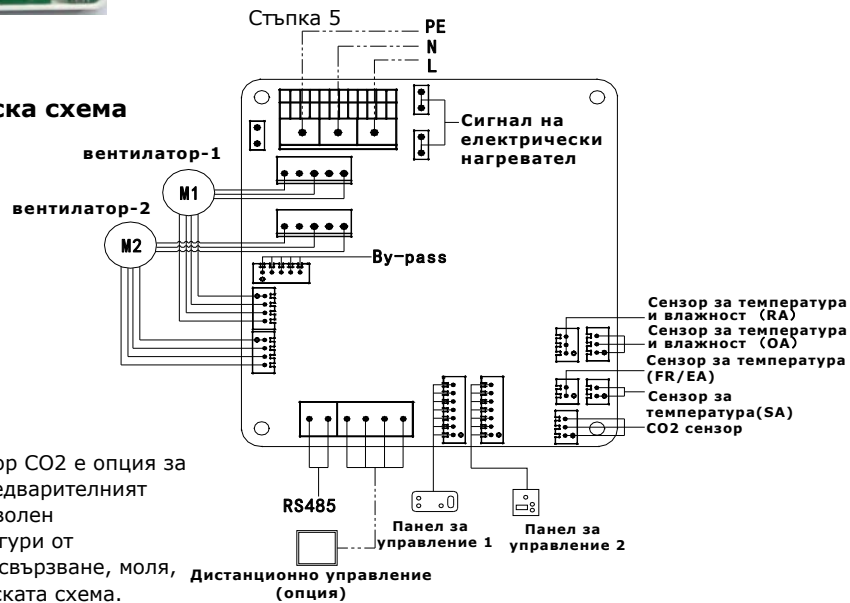 Стъпка 5
PE
N
L
ска схема
Сигнал на
електрически
нагревател
вентилатор-1
M1
вентилатор-2
M2
By-pass
Сензор за температура
и влажност (RA)
Сензор за температура
и влажност (OA)
Сензор за температура
(FR/EA)
Сензор за
температура(SA)
CO2 сензор
ор CO2 е опция за
едварителният
волен
гури от
свързване, моля,
ската схема.
RS485
Панел за
управление 1
Панел за
управление 2
Дистанционно управление
(опция)